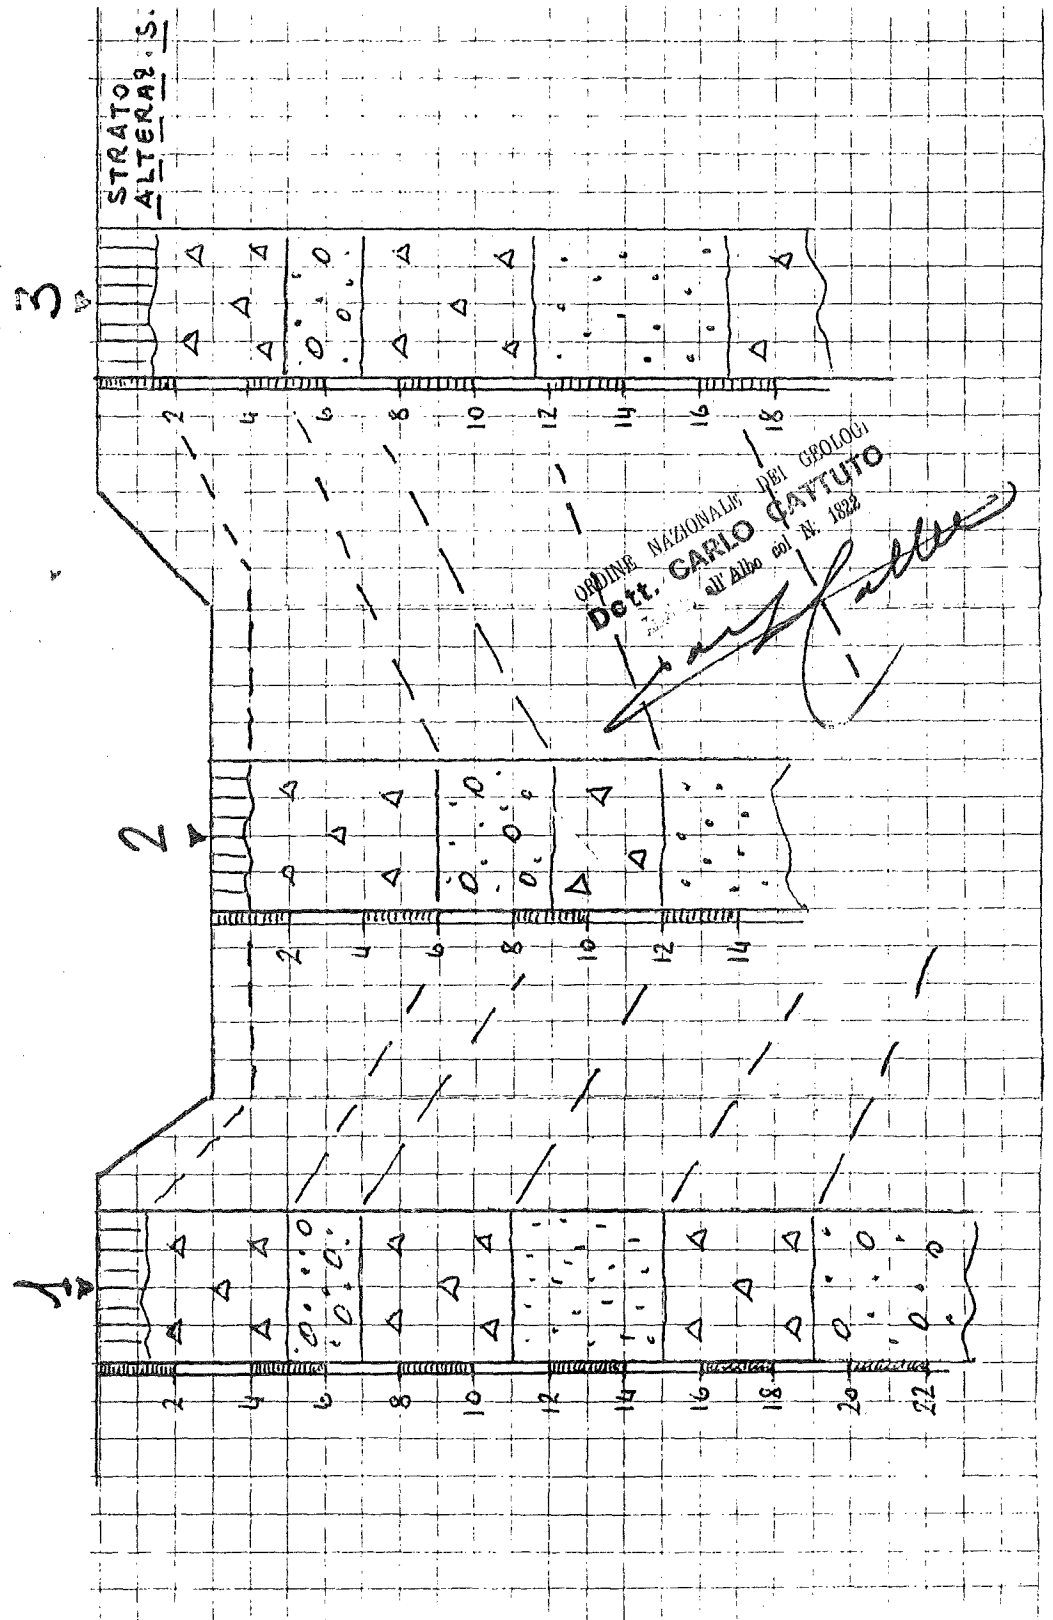 1
2
3
STRATO
ALTERAZ. S.
2 4 6 8 10 12 14 16 18 20 22
2 4 6 8 10 12 14
2 4 6 8 10 12 14 16 18
ORDINE NAZIONALE DEI GEOLOGI
Dott. CARLO CATTUTO
all'Albo col N. 1822